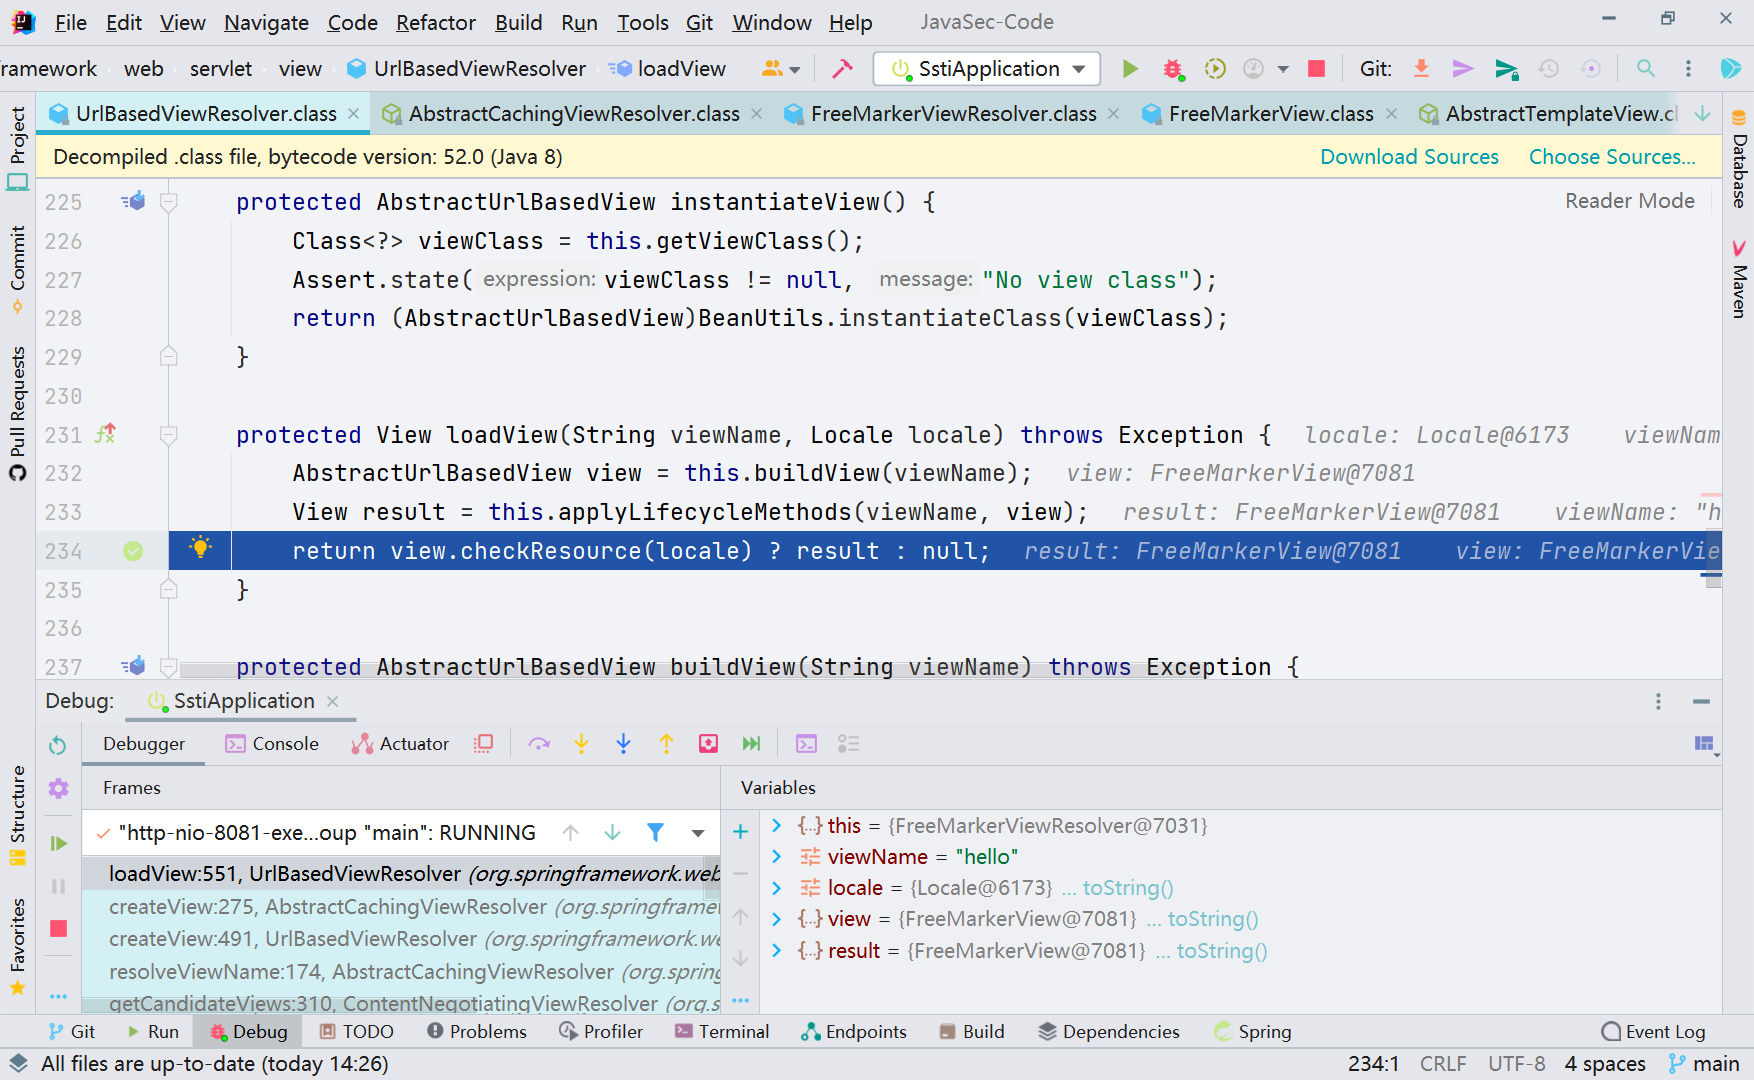 File Edit View Navigate Code Refactor Build Run Tools Git Window Help JavaSec-Code
ramework web servlet view UrlBasedViewResolver loadView SstiApplication Git:
UrlBasedViewResolver.class AbstractCachingViewResolver.class FreeMarkerViewResolver.class FreeMarkerView.class AbstractTemplateView.cl
Decompiled .class file, bytecode version: 52.0 (Java 8) Download Sources Choose Sources...
Reader Mode
225 protected AbstractUrlBasedView instantiateView() {
226 Class<?> viewClass = this.getViewClass();
227 Assert.state( expression: viewClass != null, message: "No view class");
228 return (AbstractUrlBasedView)BeanUtils.instantiateClass(viewClass);
229 }
230
231 protected View loadView(String viewName, Locale locale) throws Exception { locale: Locale@6173 viewNam
232 AbstractUrlBasedView view = this.buildView(viewName); view: FreeMarkerView@7081
233 View result = this.applyLifecycleMethods(viewName, view); result: FreeMarkerView@7081 viewName: "h
234 return view.checkResource(locale) ? result : null; result: FreeMarkerView@7081 view: FreeMarkerVie
235 }
236
237 protected AbstractUrlBasedView buildView(String viewName) throws Exception {
Project
Commit
Pull Requests
Structure
Favorites
Database
Maven
Debug: SstiApplication
Debugger Console Actuator
Frames
"http-nio-8081-exe...oup "main": RUNNING
loadView:551, UrlBasedViewResolver (org.springframework.web
createView:275, AbstractCachingViewResolver (org.springframew
createView:491, UrlBasedViewResolver (org.springframework.we
resolveViewName:174, AbstractCachingViewResolver (org.spring
getCandidateViews:310, ContentNegotiatingViewResolver (org.s
Variables
this = {FreeMarkerViewResolver@7031}
viewName = "hello"
locale = {Locale@6173} ... toString()
view = {FreeMarkerView@7081} ... toString()
result = {FreeMarkerView@7081} ... toString()
Git Run Debug TODO Problems Profiler Terminal Endpoints Build Dependencies Spring Event Log
All files are up-to-date (today 14:26) 234:1 CRLF UTF-8 4 spaces main